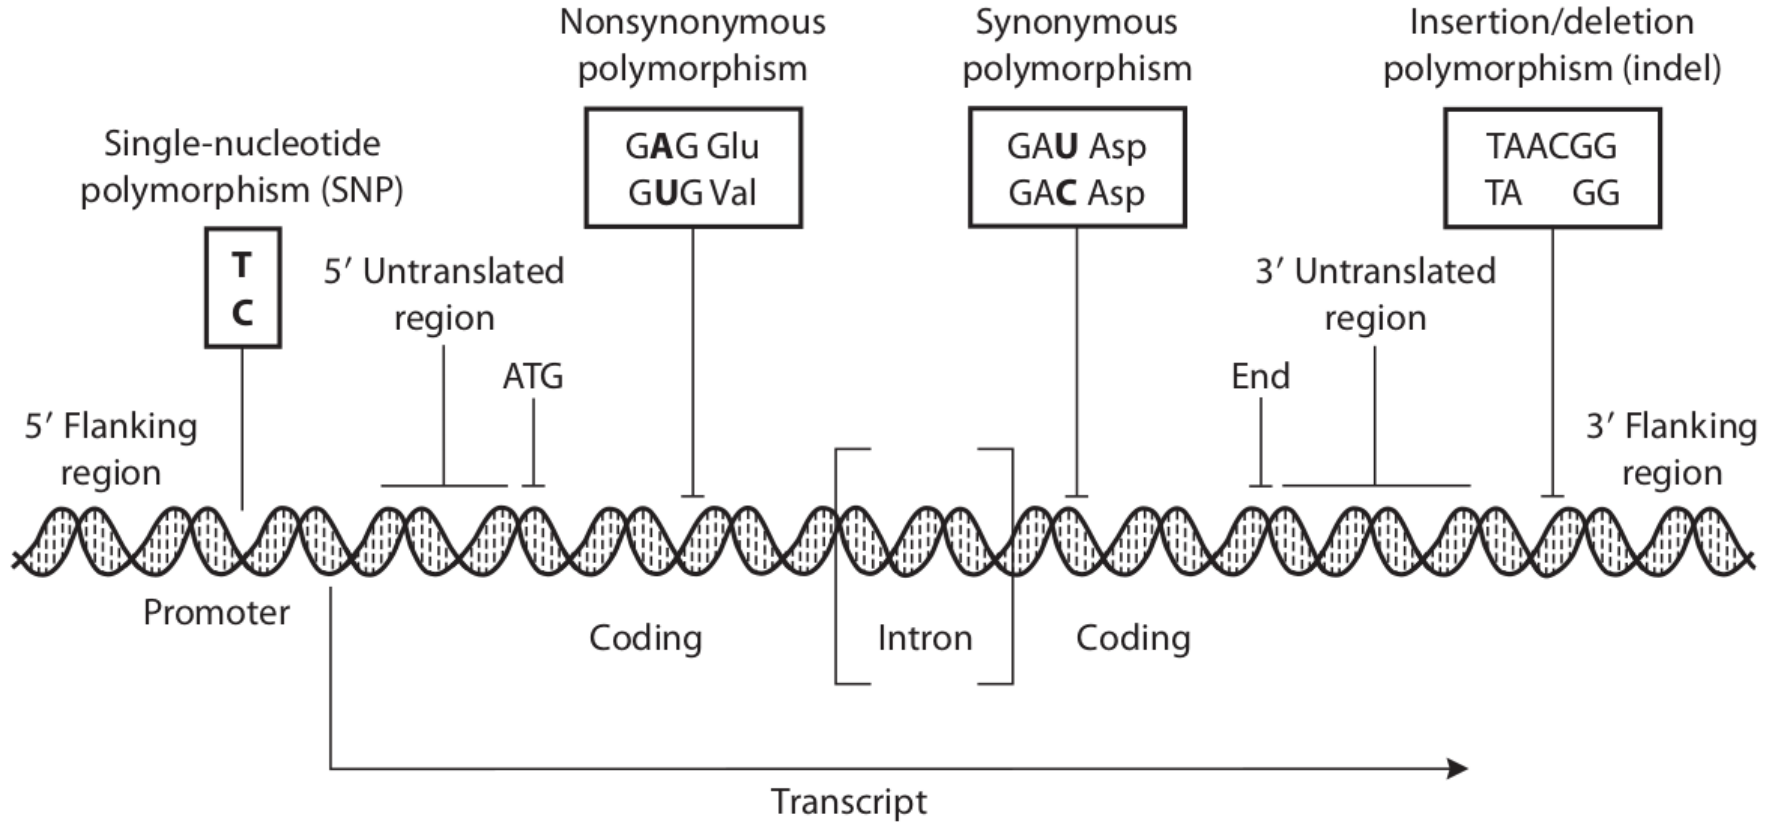 Nonsynonymous
polymorphism
Synonymous
polymorphism
Insertion/deletion
polymorphism (indel)
GAG Glu
GUG Val
GAU Asp
GAC Asp
TAACGG
TA GG
Single-nucleotide
polymorphism (SNP)
T
C
5′ Untranslated
region
ATG
3′ Untranslated
region
End
5′ Flanking
region
3′ Flanking
region
Promoter
Coding
Intron
Coding
Transcript